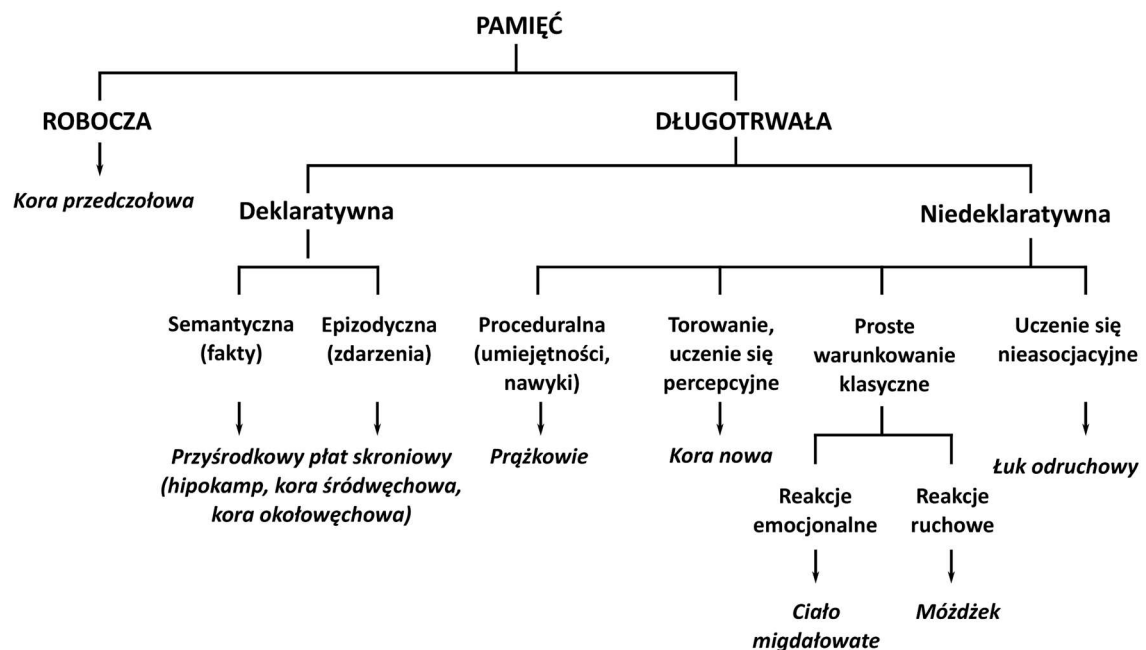 PAMIĘĆ
ROBOCZA
DŁUGOTRWAŁA
Kora przedczołowa
Deklaratywna
Niedeklaratywna
Semantyczna
(fakty)
Epizodyczna
(zdarzenia)
Proceduralna
(umiejętności,
nawyki)
Torowanie,
uczenie się
percepcyjne
Proste
warunkowanie
klasyczne
Uczenie się
nieasocjacyjne
Przyśrodkowy płat skroniowy
(hipokamp, kora śródwęchowa,
kora okołowęchowa)
Prążkowie
Kora nowa
Łuk odruchowy
Reakcje
emocjonalne
Reakcje
ruchowe
Ciało
migdałowate
Móżdżek